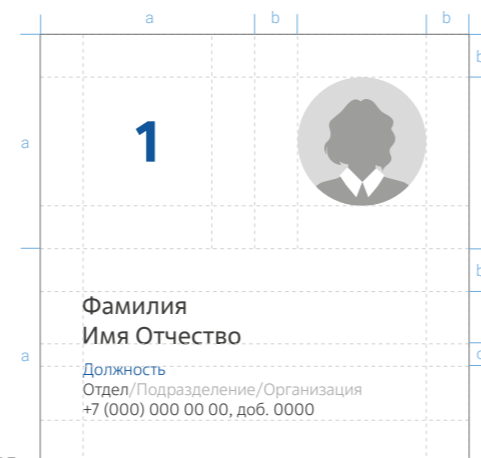 a b b
b
a
1
b
Фамилия
Имя Отчество
a
Должность
Отдел/Подразделение/Организация
+7 (000) 000 00 00, доб. 0000